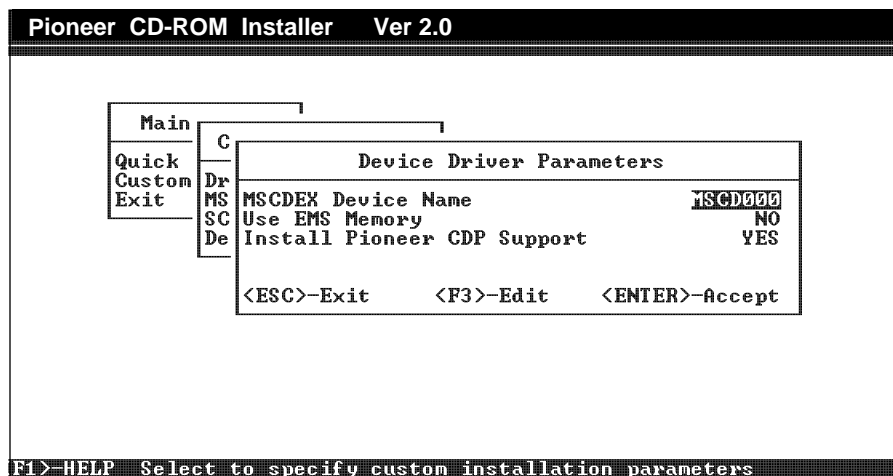 Pioneer CD-ROM Installer Ver 2.0
Main
C
Quick
Custom
Exit
Dr
MS
SC
De
Device Driver Parameters
MSCDEX Device Name MSCD000
Use EMS Memory NO
Install Pioneer CDP Support YES
<ESC>-Exit <F3>-Edit <ENTER>-Accept
F1>-HELP Select to specify custom installation parameters